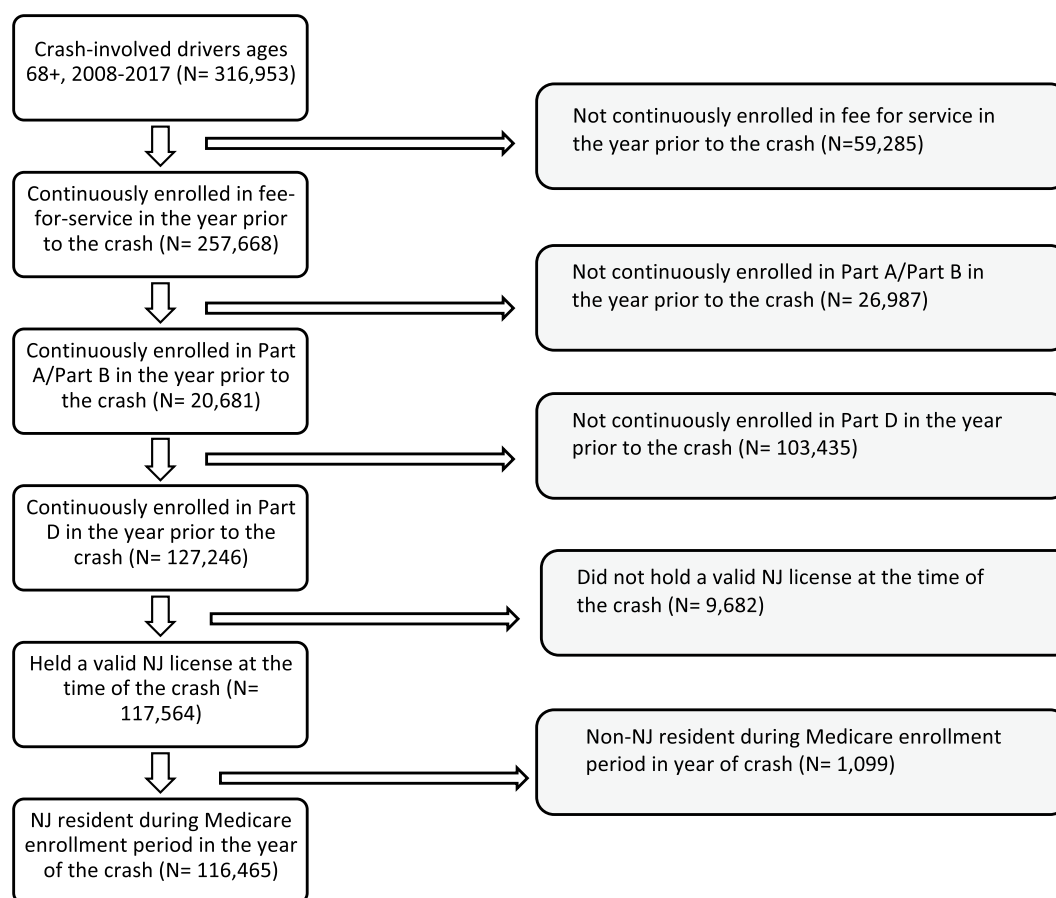 Crash-involved drivers ages
68+, 2008-2017 (N= 316,953)
Not continuously enrolled in fee for service in
the year prior to the crash (N=59,285)
Continuously enrolled in fee-
for-service in the year prior
to the crash (N= 257,668)
Not continuously enrolled in Part A/Part B in
the year prior to the crash (N= 26,987)
Continuously enrolled in Part
A/Part B in the year prior to
the crash (N= 20,681)
Not continuously enrolled in Part D in the year
prior to the crash (N= 103,435)
Continuously enrolled in Part
D in the year prior to the
crash (N= 127,246)
Did not hold a valid NJ license at the time of
the crash (N= 9,682)
Held a valid NJ license at the
time of the crash (N=
117,564)
Non-NJ resident during Medicare enrollment
period in year of crash (N= 1,099)
NJ resident during Medicare
enrollment period in the year
of the crash (N= 116,465)